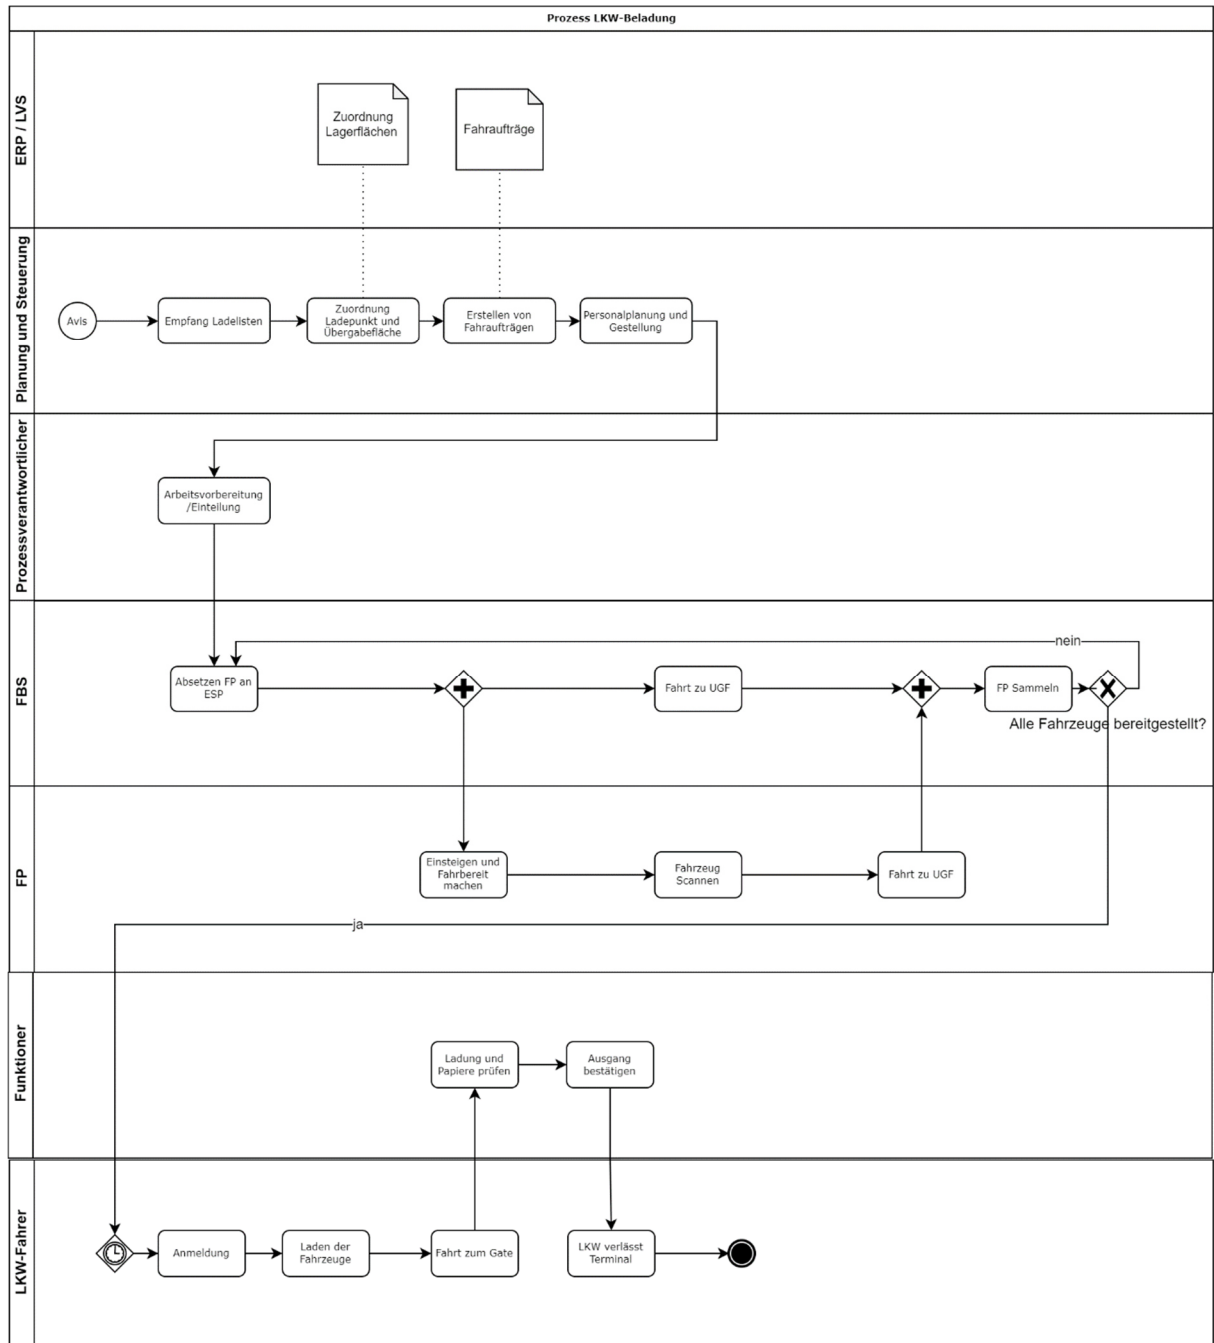 Prozess LKW-Beladung
ERP / LVS
Zuordnung
Lagerflächen
Fahraufträge
Planung und Steuerung
Avis
Empfang Ladelisten
Zuordnung
Ladepunkt und
Übergabefläche
Erstellen von
Fahraufträgen
Personalplanung und
Gestellung
Prozessverantwortlicher
Arbeitsvorbereitung
/Einteilung
FBS
nein
Absetzen FP an
ESP
Fahrt zu UGF
FP Sammeln
Alle Fahrzeuge bereitgestellt?
FP
Einsteigen und
Fahrbereit
machen
Fahrzeug
Scannen
Fahrt zu UGF
ja
Funktioner
Ladung und
Papiere prüfen
Ausgang
bestätigen
LKW-Fahrer
Anmeldung
Laden der
Fahrzeuge
Fahrt zum Gate
LKW verlässt
Terminal